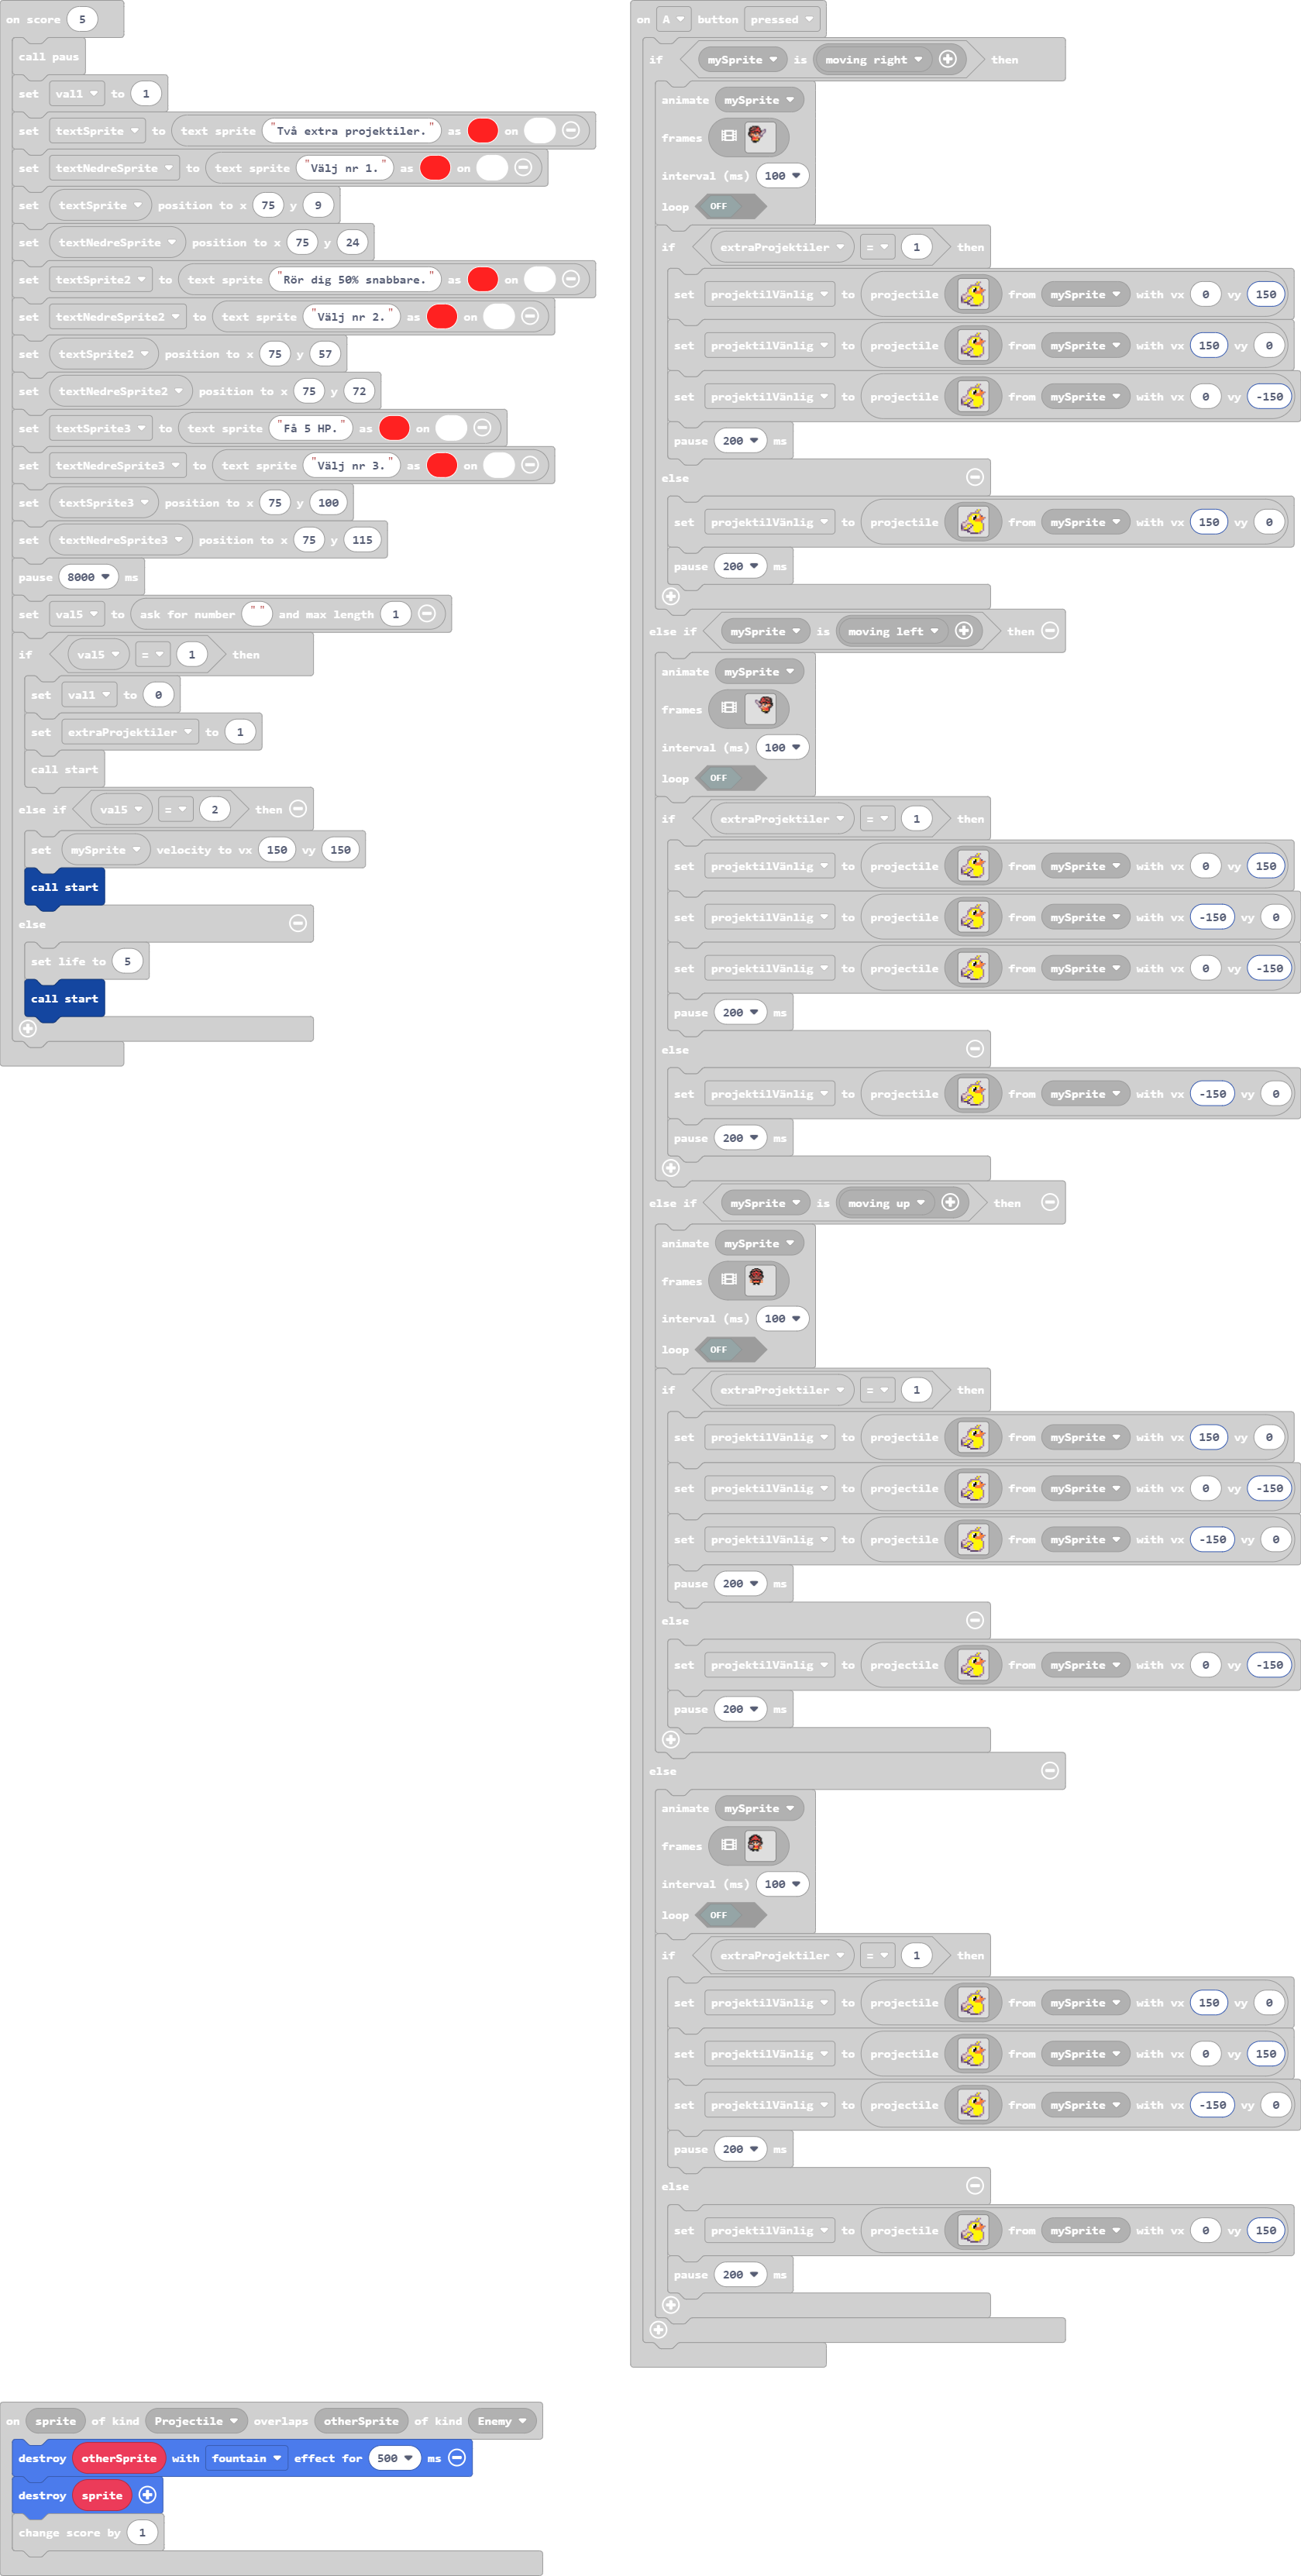 on score 5
call paus
set val1 to 1
set textSprite to text sprite "Två extra projektiler." as on
set textNedreSprite to text sprite "Välj nr 1." as on
set textSprite position to x 75 y 9
set textNedreSprite position to x 75 y 24
set textSprite2 to text sprite "Rör dig 50% snabbare." as on
set textNedreSprite2 to text sprite "Välj nr 2." as on
set textSprite2 position to x 75 y 57
set textNedreSprite2 position to x 75 y 72
set textSprite3 to text sprite "Få 5 HP." as on
set textNedreSprite3 to text sprite "Välj nr 3." as on
set textSprite3 position to x 75 y 100
set textNedreSprite3 position to x 75 y 115
pause 8000 ms
set val5 to ask for number "" and max length 1
if val5 = 1 then
set val1 to 0
set extraProjektiler to 1
call start
else if val5 = 2 then
set mySprite velocity to vx 150 vy 150
call start
else
set life to 5
call start
on A button pressed
if mySprite is moving right then
animate mySprite
frames
interval (ms) 100
loop OFF
if extraProjektiler = 1 then
set projektilVänlig to projectile from mySprite with vx 0 vy 150
set projektilVänlig to projectile from mySprite with vx 150 vy 0
set projektilVänlig to projectile from mySprite with vx 0 vy -150
pause 200 ms
else
set projektilVänlig to projectile from mySprite with vx 150 vy 0
pause 200 ms
else if mySprite is moving left then
animate mySprite
frames
interval (ms) 100
loop OFF
if extraProjektiler = 1 then
set projektilVänlig to projectile from mySprite with vx 0 vy 150
set projektilVänlig to projectile from mySprite with vx -150 vy 0
set projektilVänlig to projectile from mySprite with vx 0 vy -150
pause 200 ms
else
set projektilVänlig to projectile from mySprite with vx -150 vy 0
pause 200 ms
else if mySprite is moving up then
animate mySprite
frames
interval (ms) 100
loop OFF
if extraProjektiler = 1 then
set projektilVänlig to projectile from mySprite with vx 150 vy 0
set projektilVänlig to projectile from mySprite with vx 0 vy -150
set projektilVänlig to projectile from mySprite with vx -150 vy 0
pause 200 ms
else
set projektilVänlig to projectile from mySprite with vx 0 vy -150
pause 200 ms
else
animate mySprite
frames
interval (ms) 100
loop OFF
if extraProjektiler = 1 then
set projektilVänlig to projectile from mySprite with vx 150 vy 0
set projektilVänlig to projectile from mySprite with vx 0 vy 150
set projektilVänlig to projectile from mySprite with vx -150 vy 0
pause 200 ms
else
set projektilVänlig to projectile from mySprite with vx 0 vy 150
pause 200 ms
on sprite of kind Projectile overlaps otherSprite of kind Enemy
destroy otherSprite with fountain effect for 500 ms
destroy sprite
change score by 1